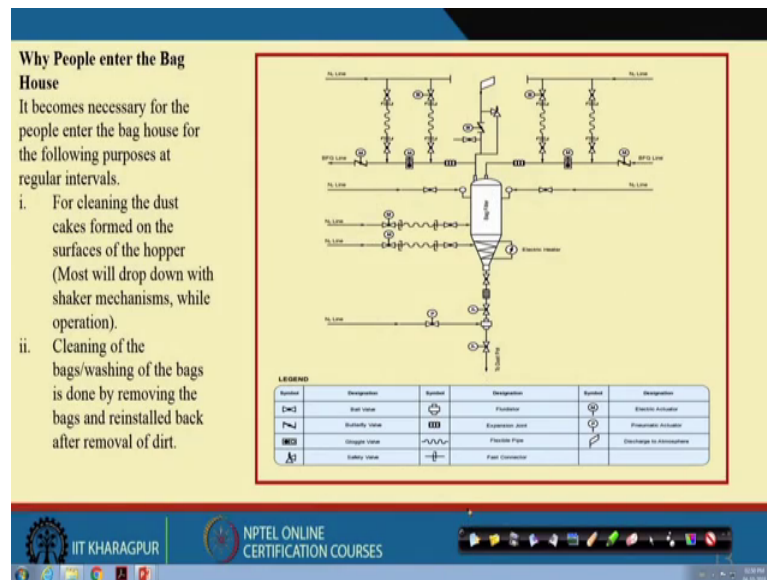 Why People enter the Bag
House
It becomes necessary for the
people enter the bag house for
the following purposes at
regular intervals.
i. For cleaning the dust
cakes formed on the
surfaces of the hopper
(Most will drop down with
shaker mechanisms, while
operation).
ii. Cleaning of the
bags/washing of the bags
is done by removing the
bags and reinstalled back
after removal of dirt.
N₂ Line
N₂ Line
BFG Line
BFG Line
N₂ Line
N₂ Line
Bag Filter
N₂ Line
N₂ Line
Electric Heater
N₂ Line
To Dust Pot
LEGEND
Symbol Designation Symbol Designation Symbol Designation
Ball Valve Fluidizer M Electric Actuator
Butterfly Valve Expansion Joint P Pneumatic Actuator
Goggle Valve Flexible Pipe Discharge to Atmosphere
Safety Valve Fast Connector
IIT KHARAGPUR
NPTEL ONLINE
CERTIFICATION COURSES